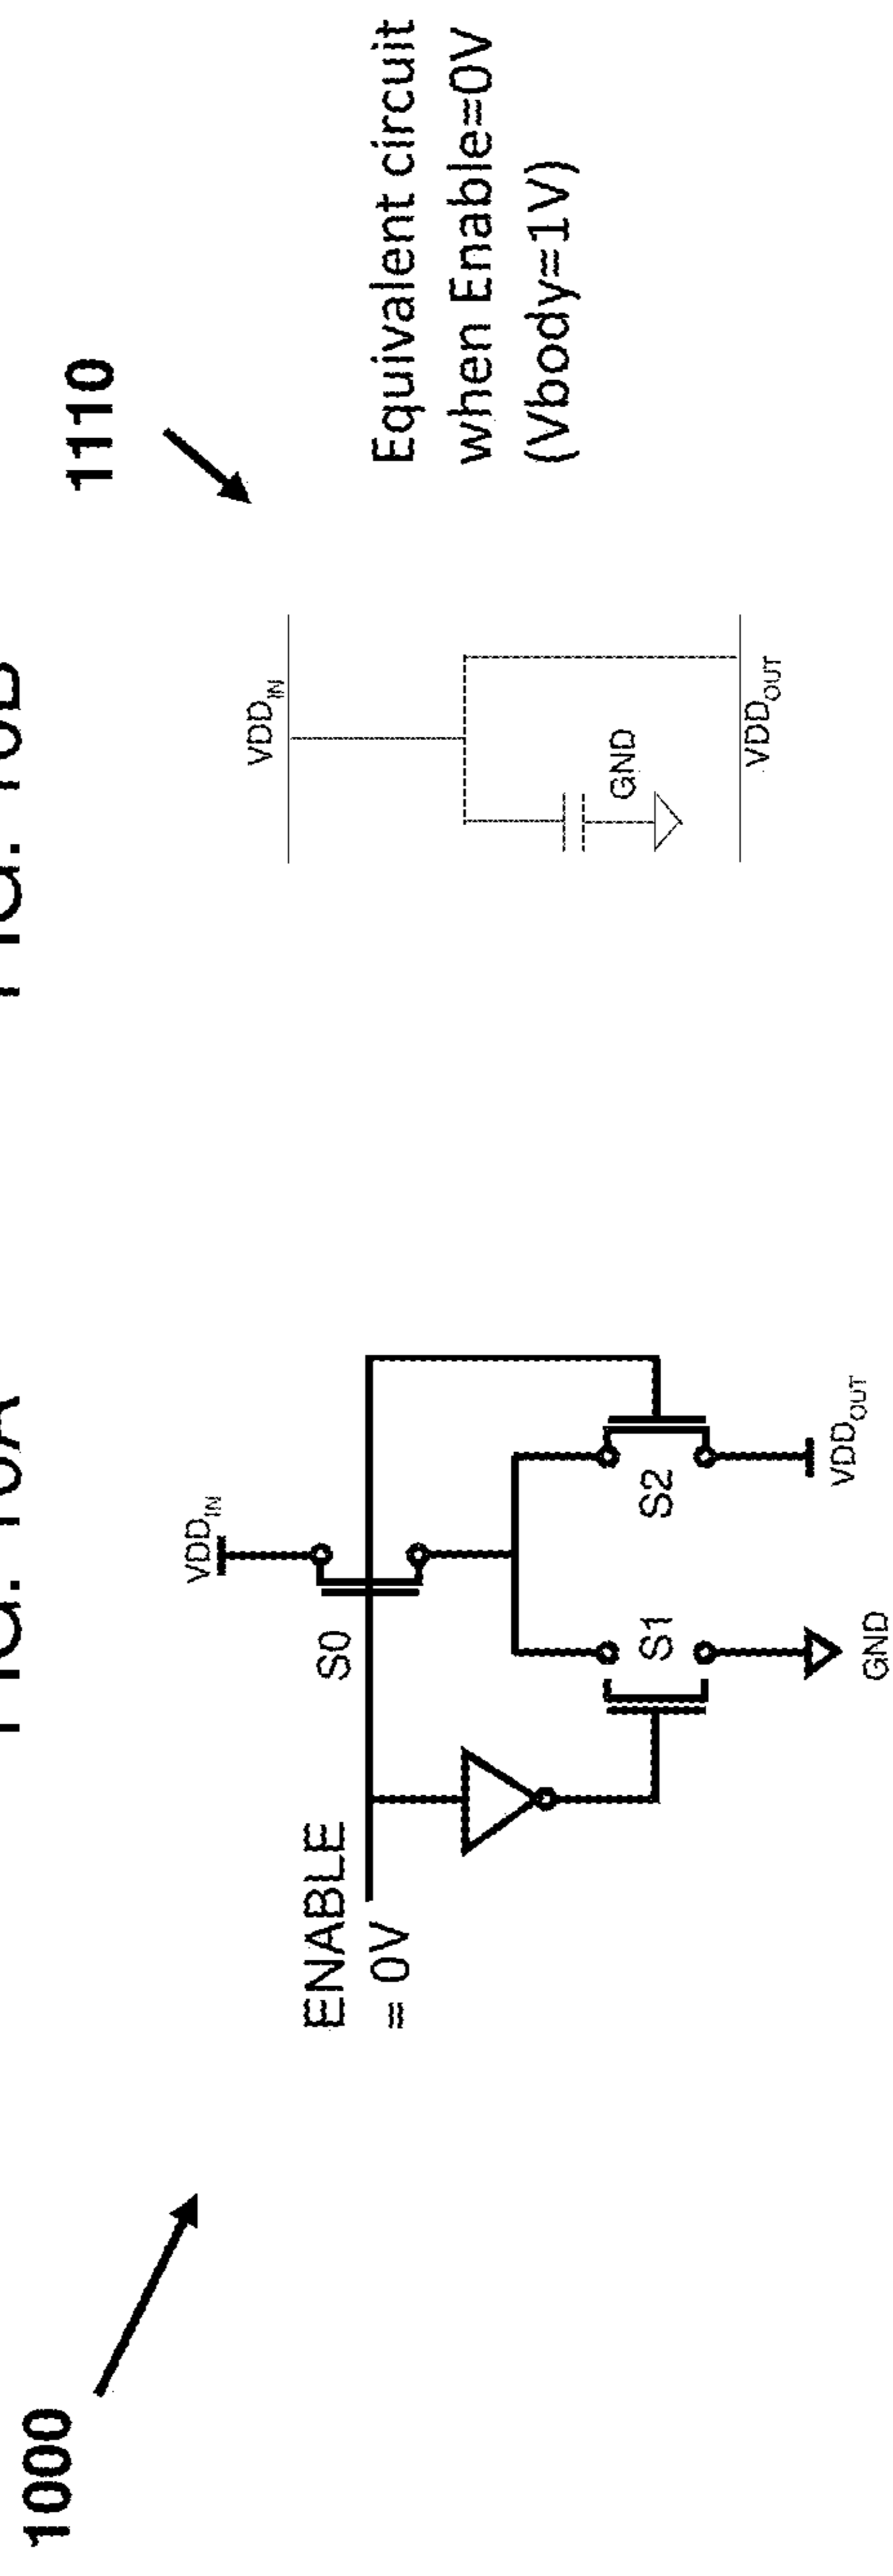 1000
ENABLE
= 0V
VDD_IN
S0
S1
S2
GND
VDD_OUT
1110
VDD_IN
GND
VDD_OUT
Equivalent circuit
when Enable=0V
(Vbody=1V)